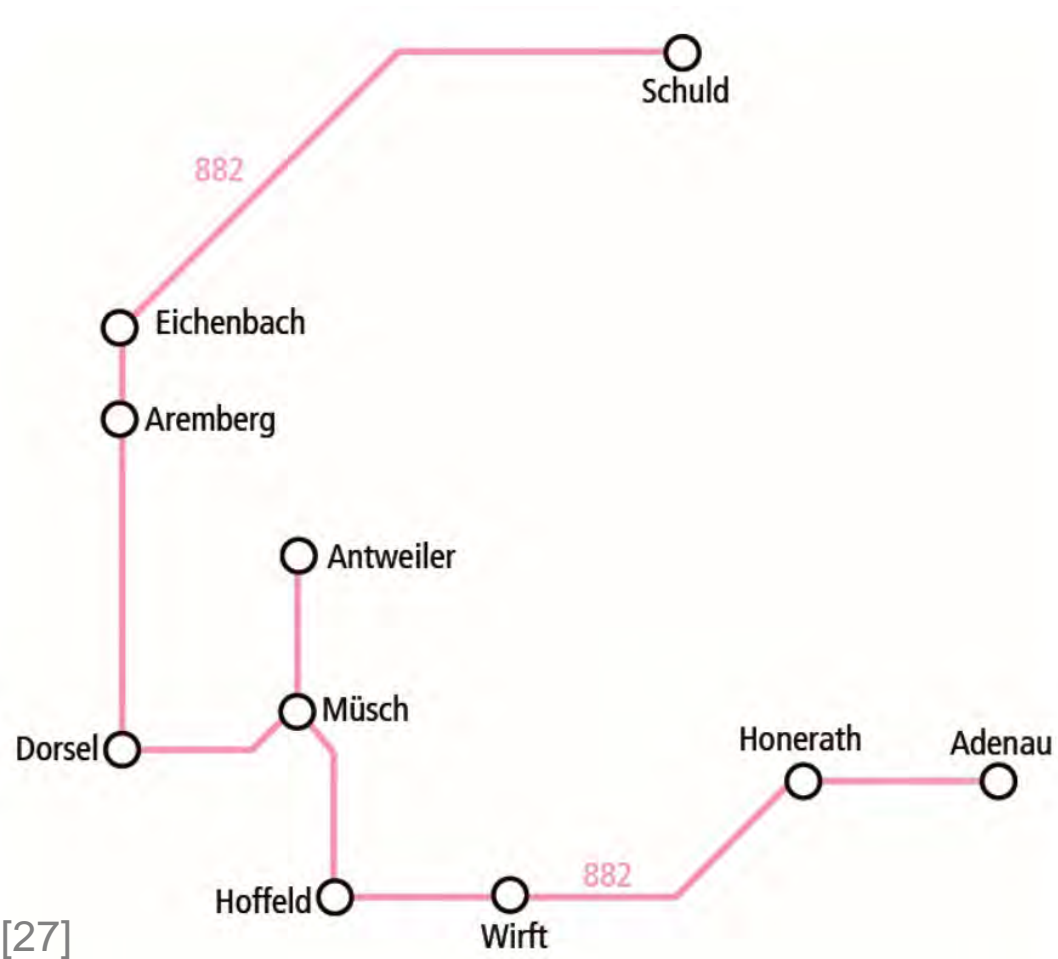 Schuld
882
Eichenbach
Aremberg
Antweiler
Müsch
Dorsel
Honerath
Adenau
882
Hoffeld
Wirft
[27]